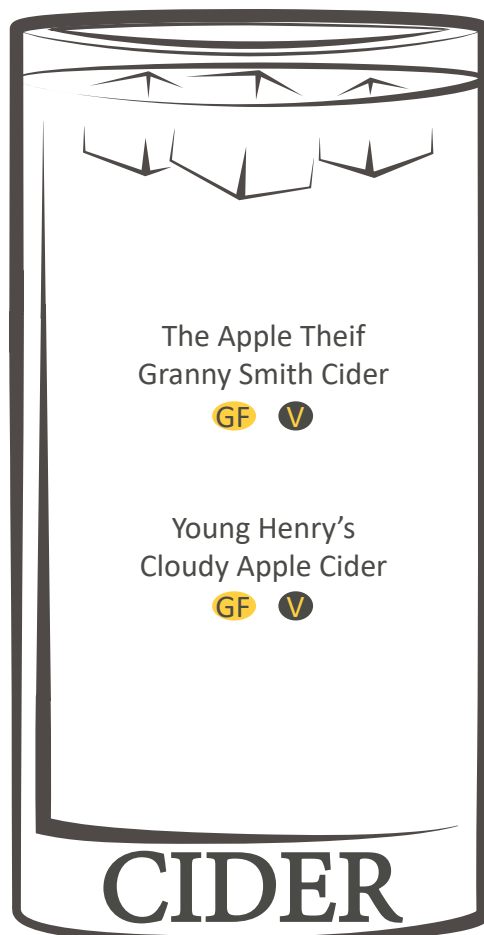 The Apple Theif
Granny Smith Cider
GF V
Young Henry’s
Cloudy Apple Cider
GF V
CIDER